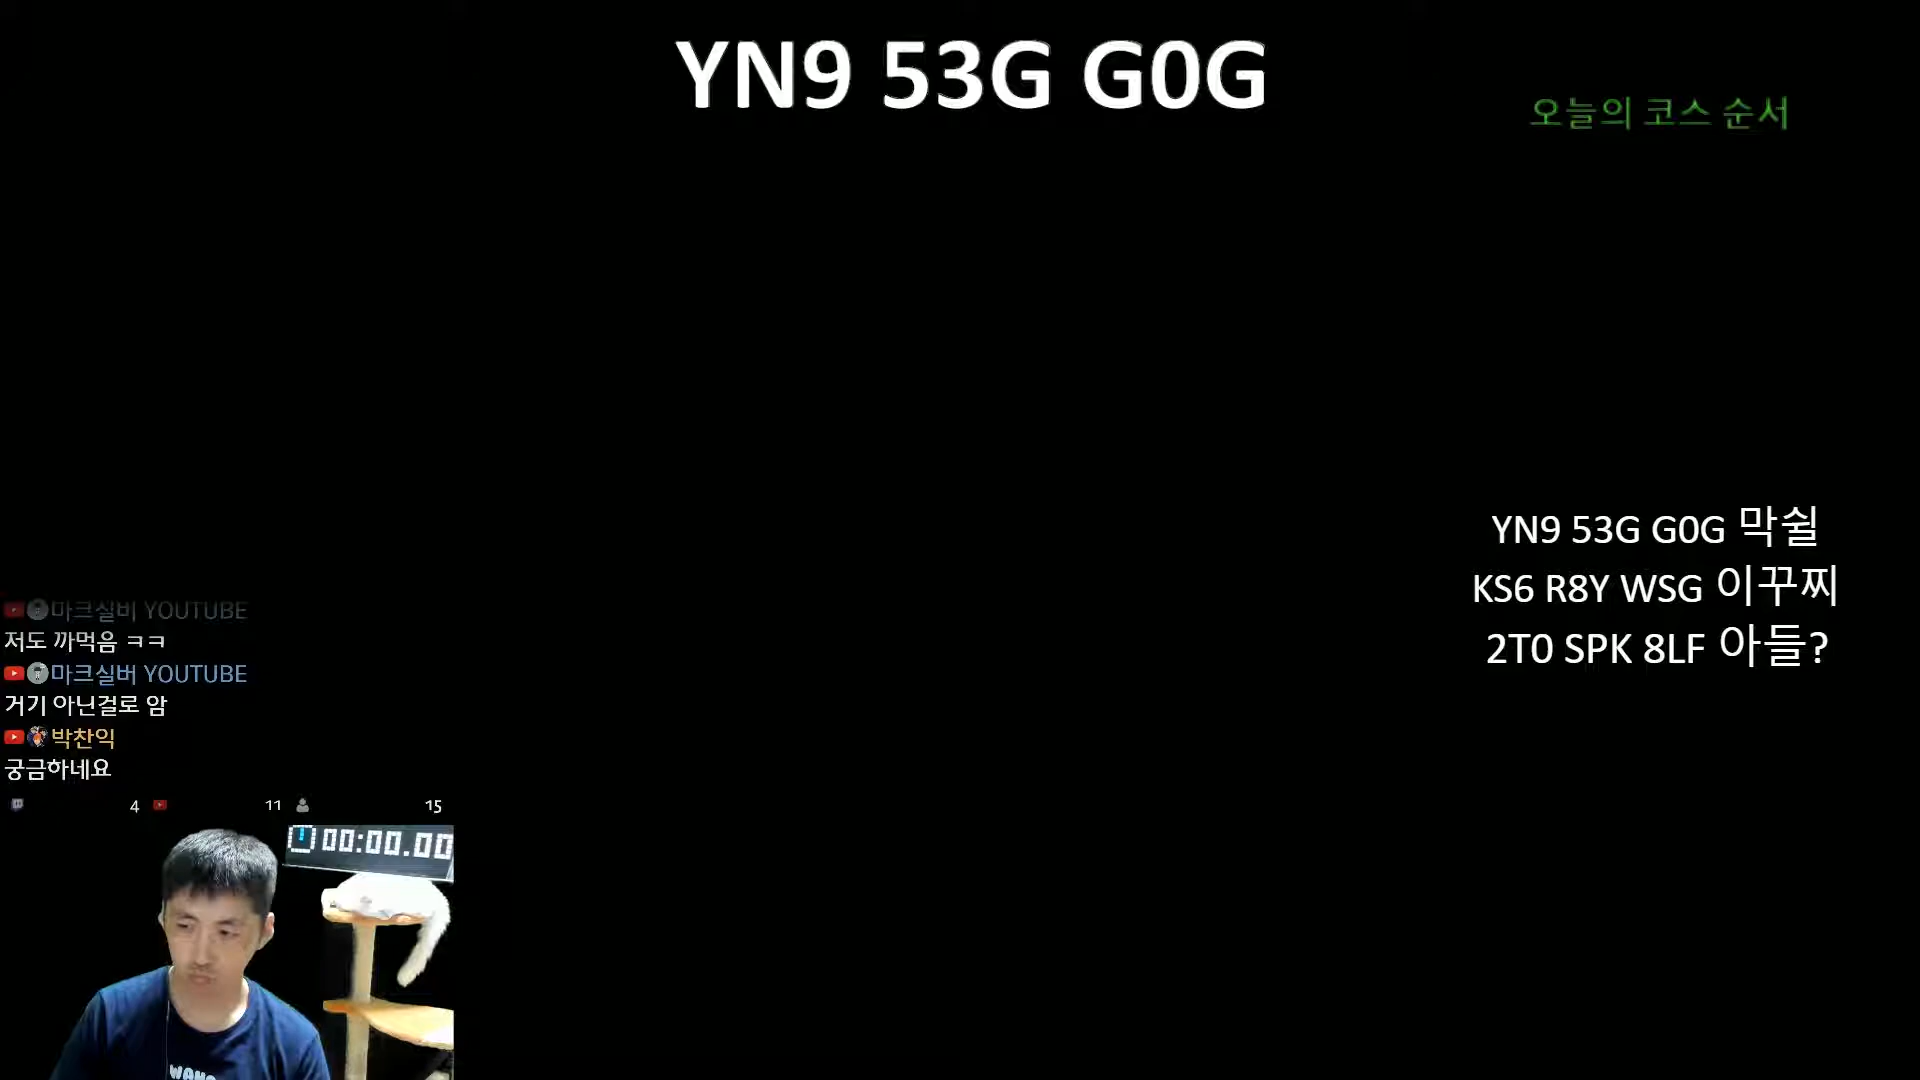 YN9 53G G0G
오늘의 코스 순서
YN9 53G G0G 막쉴
KS6 R8Y WSG 이꾸찌
2T0 SPK 8LF 아들?
마크실버 YOUTUBE
저도 까먹음 ㅋㅋ
마크실버 YOUTUBE
거기 아닌걸로 암
박찬익
궁금하네요
4 11 15
00:00.00